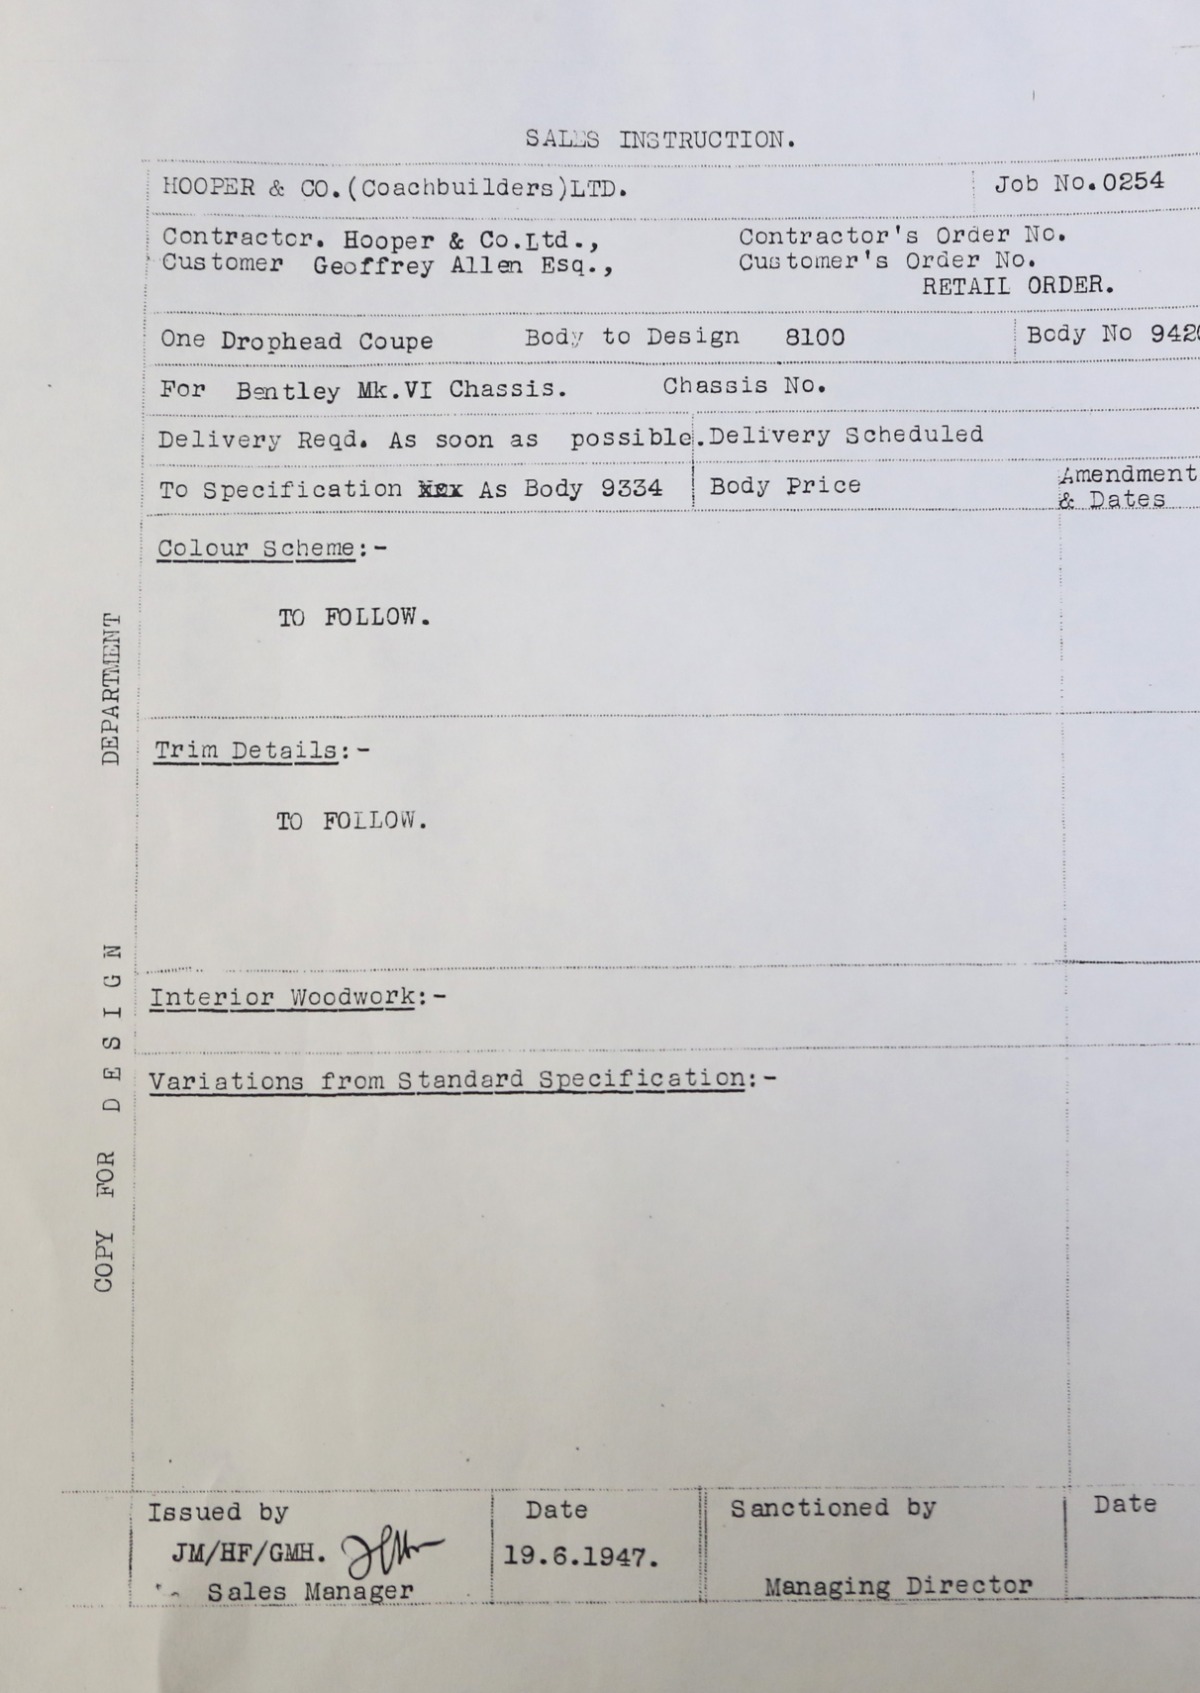 SALES INSTRUCTION.
HOOPER & CO.(Coachbuilders)LTD. Job No.0254
Contractor. Hooper & Co.Ltd., Contractor's Order No.
Customer Geoffrey Allen Esq., Customer's Order No.
RETAIL ORDER.
One Drophead Coupe Body to Design 8100 Body No 942
For Bentley Mk.VI Chassis. Chassis No.
Delivery Reqd. As soon as possible. Delivery Scheduled
To Specification As Body 9334 Body Price Amendment
& Dates
Colour Scheme:-
TO FOLLOW.
Trim Details:-
TO FOLLOW.
Interior Woodwork:-
Variations from Standard Specification:-
COPY FOR DESIGN DEPARTMENT
Issued by Date Sanctioned by Date
JM/HF/GMH. 19.6.1947.
Sales Manager Managing Director